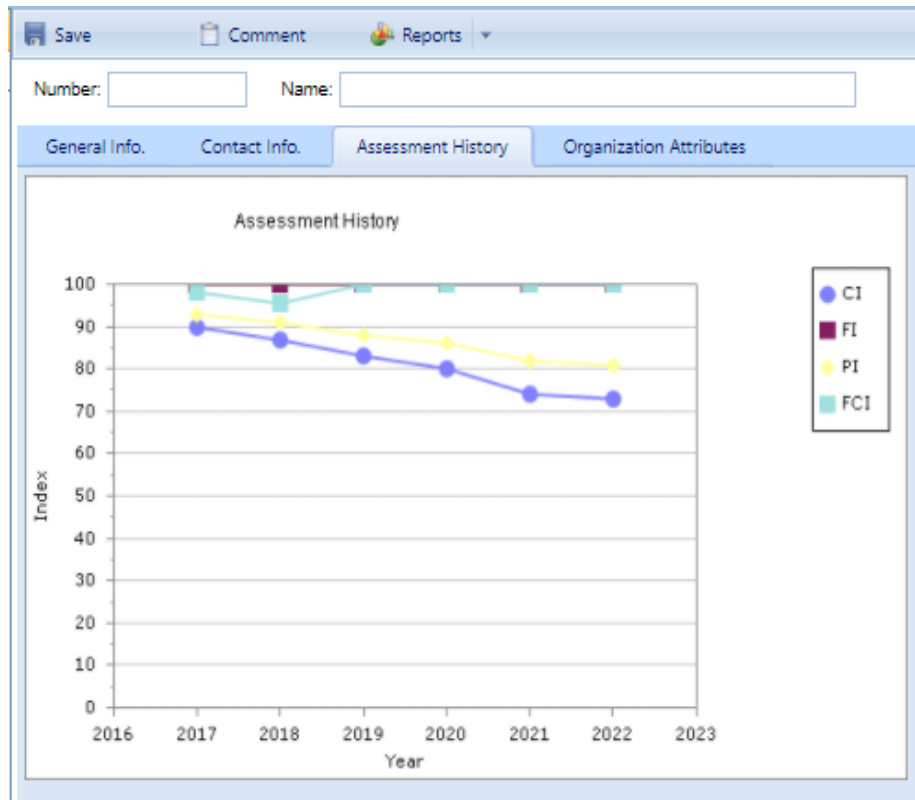 Save Comment Reports
Number: Name:
General Info. Contact Info. Assessment History Organization Attributes
Assessment History
100
90
80
70
60
50
40
30
20
10
0
Index
2016 2017 2018 2019 2020 2021 2022 2023
Year
CI
FI
PI
FCI